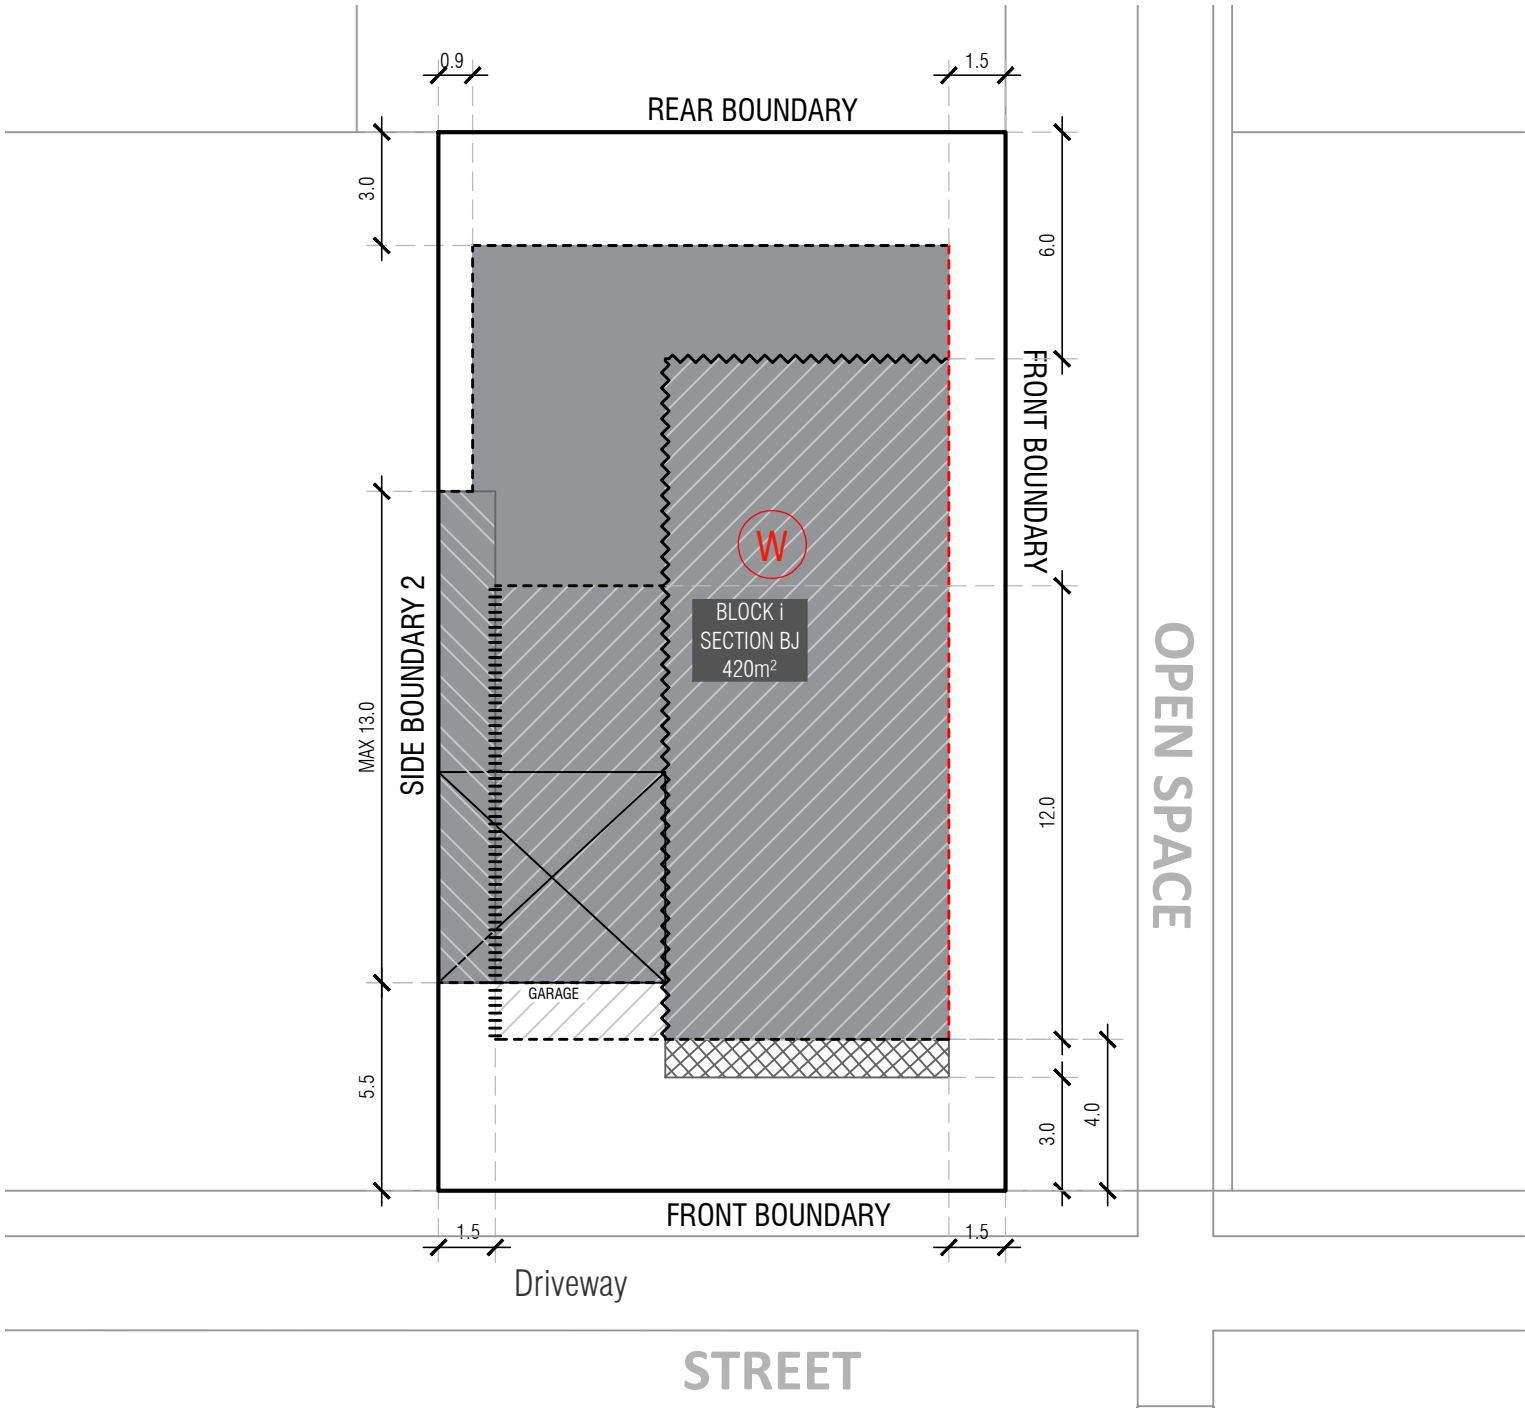 0.9
1.5
REAR BOUNDARY
3.0
6.0
FRONT BOUNDARY
W
BLOCK i
SECTION BJ
420m²
SIDE BOUNDARY 2
MAX 13.0
12.0
OPEN SPACE
GARAGE
5.5
3.0
4.0
FRONT BOUNDARY
1.5
1.5
Driveway
STREET